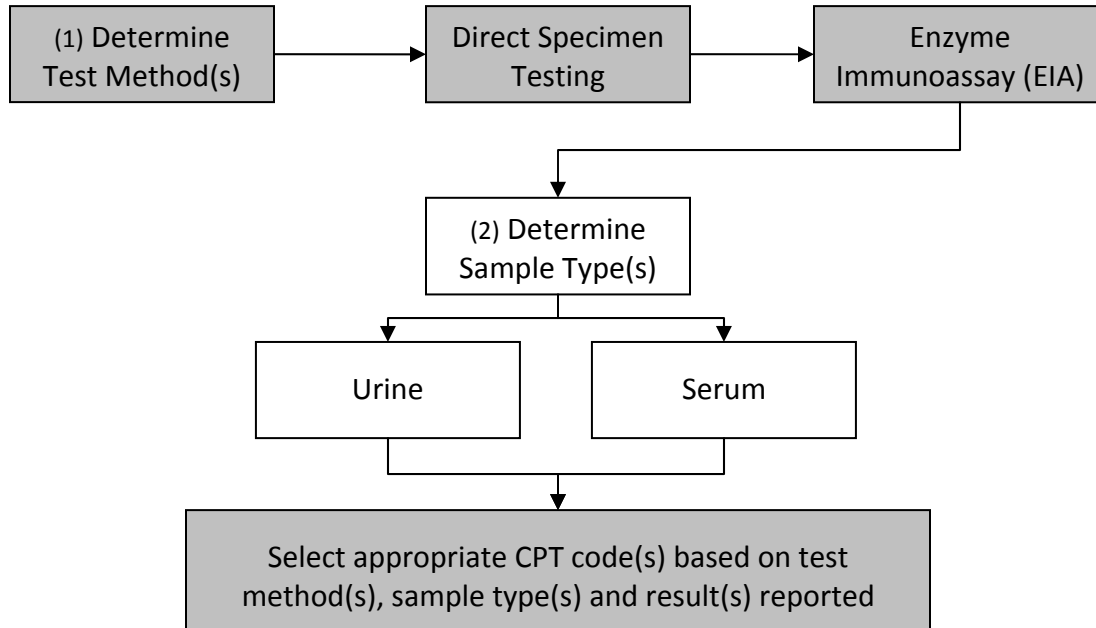 (1) Determine
Test Method(s)
Direct Specimen
Testing
Enzyme
Immunoassay (EIA)
(2) Determine
Sample Type(s)
Urine
Serum
Select appropriate CPT code(s) based on test
method(s), sample type(s) and result(s) reported